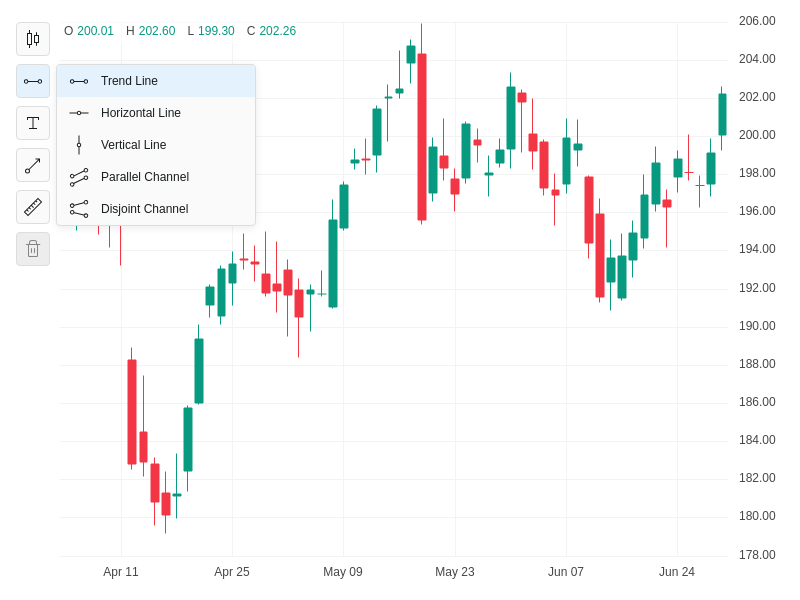 O 200.01 H 202.60 L 199.30 C 202.26
Trend Line
Horizontal Line
Vertical Line
Parallel Channel
Disjoint Channel
206.00
204.00
202.00
200.00
198.00
196.00
194.00
192.00
190.00
188.00
186.00
184.00
182.00
180.00
178.00
Apr 11 Apr 25 May 09 May 23 Jun 07 Jun 24